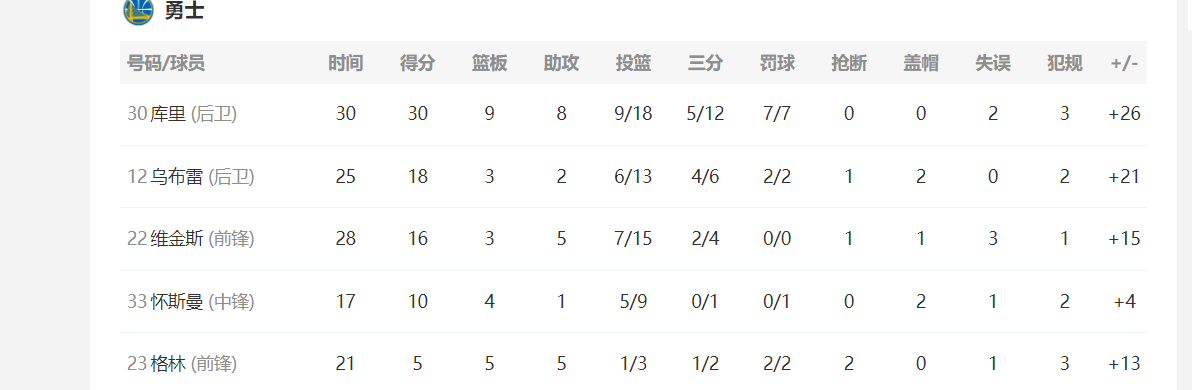 勇士
号码/球员 时间 得分 篮板 助攻 投篮 三分 罚球 抢断 盖帽 失误 犯规 +/-
30 库里 (后卫) 30 30 9 8 9/18 5/12 7/7 0 0 2 3 +26
12 乌布雷 (后卫) 25 18 3 2 6/13 4/6 2/2 1 2 0 2 +21
22 维金斯 (前锋) 28 16 3 5 7/15 2/4 0/0 1 1 3 1 +15
33 怀斯曼 (中锋) 17 10 4 1 5/9 0/1 0/1 0 2 1 2 +4
23 格林 (前锋) 21 5 5 5 1/3 1/2 2/2 2 0 1 3 +13